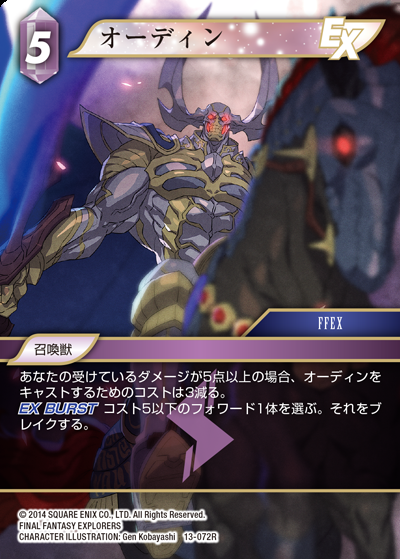 5
オーディン
EX
FFEX
召喚獣
あなたの受けているダメージが5点以上の場合、オーディンを
キャストするためのコストは3減る。
EX BURST コスト5以下のフォワード1体を選ぶ。それをブ
レイクする。
© 2014 SQUARE ENIX CO., LTD. All Rights Reserved.
FINAL FANTASY EXPLORERS
CHARACTER ILLUSTRATION: Gen Kobayashi 13-072R